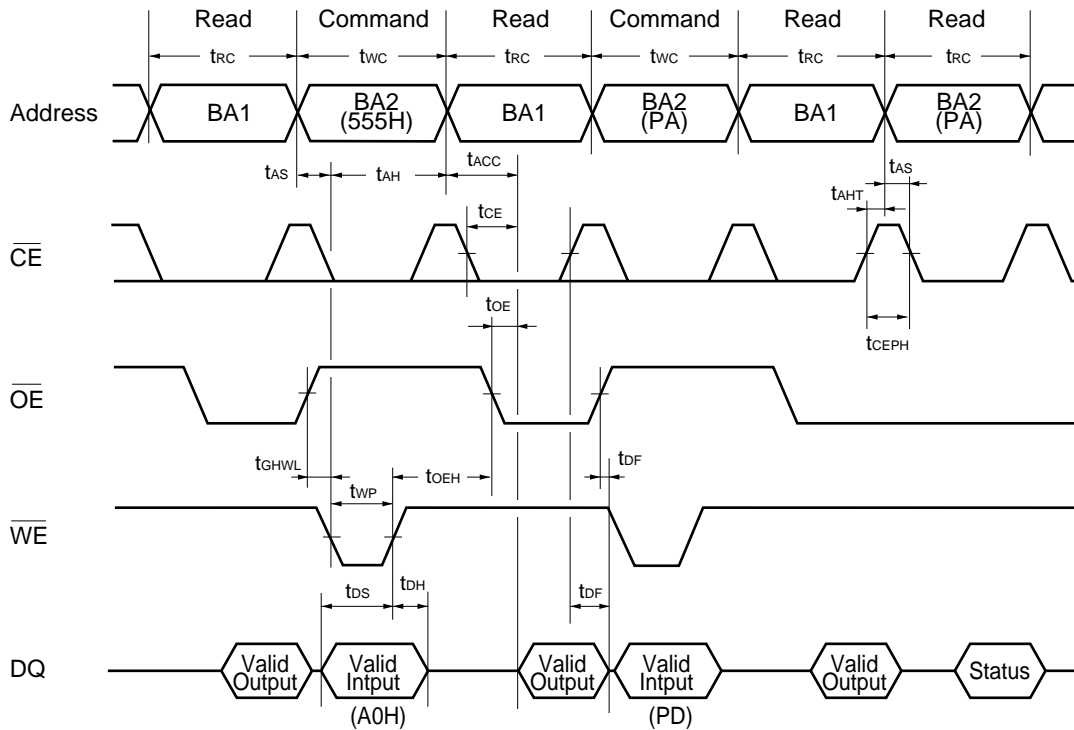 Read Command Read Command Read Read
tRC tWC tRC tWC tRC tRC
Address BA1 BA2 (555H) BA1 BA2 (PA) BA1 BA2 (PA)
tAS tAH tACC tAHT tAS
CE tCE
tOE tCEPH
OE
tGHWL tWP tOEH tDF
WE
tDS tDH tDF
DQ Valid Output Valid Intput Valid Output Valid Intput Valid Output Status
(A0H) (PD)